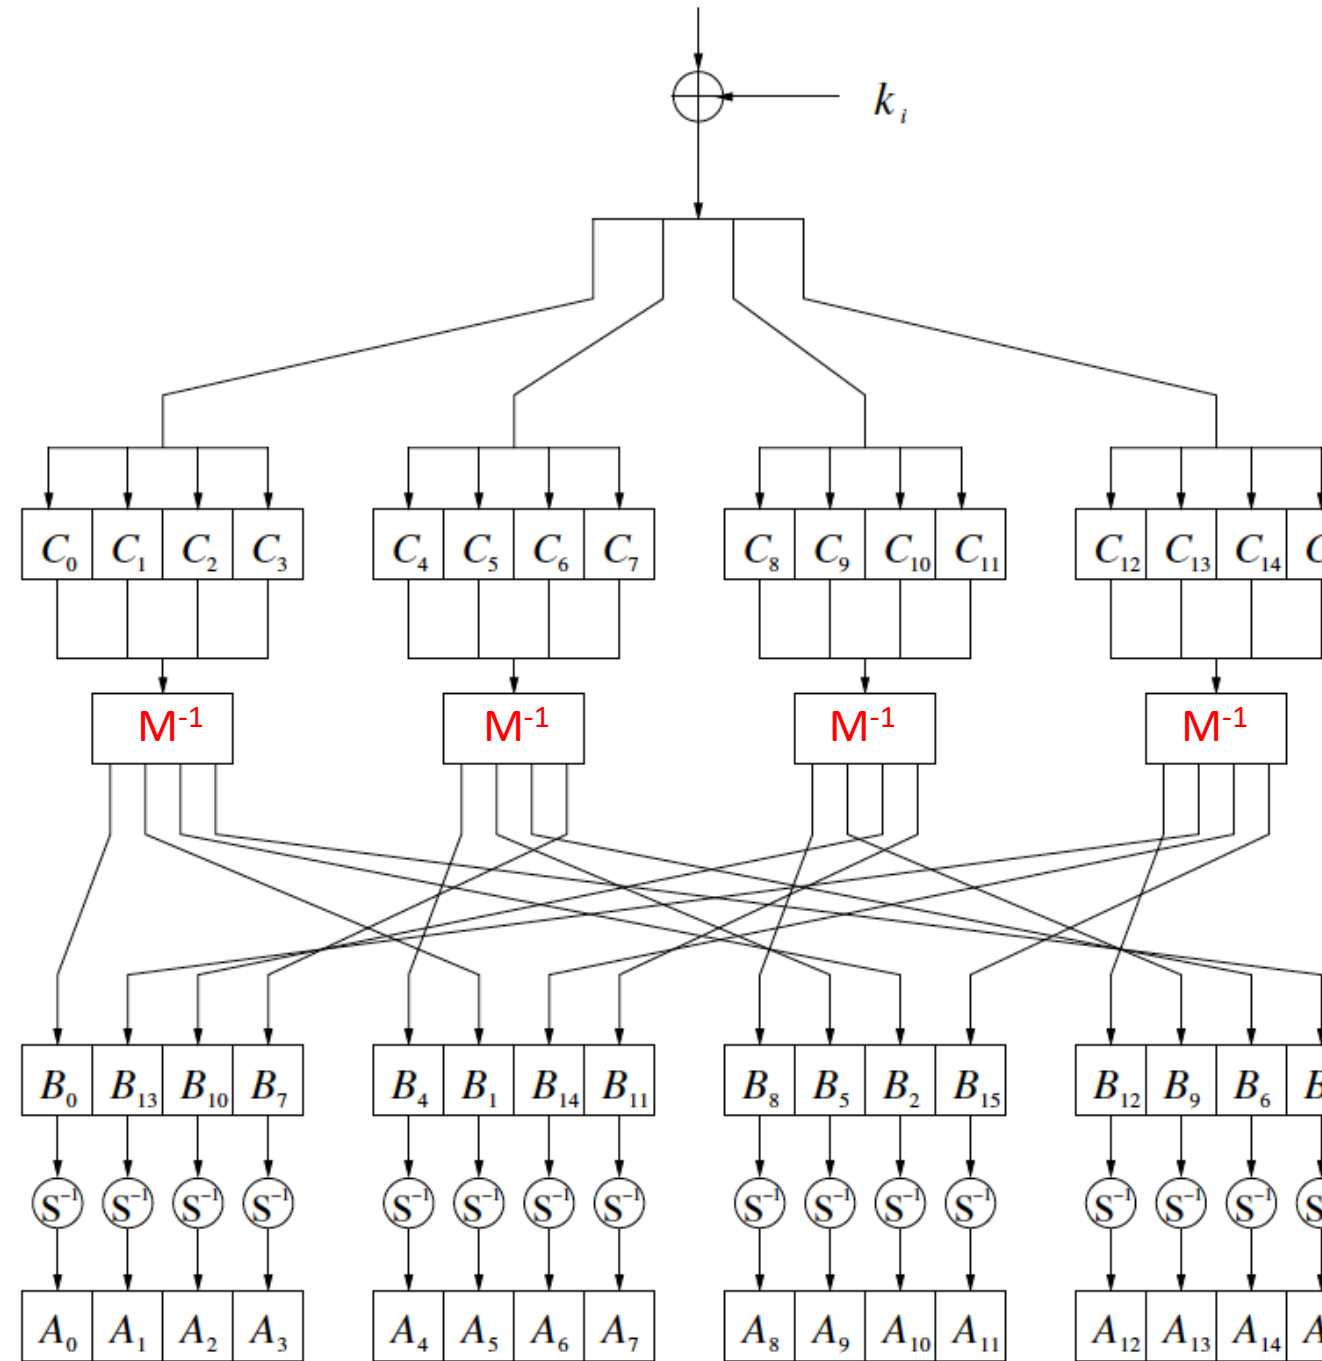 k_i
C_0 C_1 C_2 C_3 C_4 C_5 C_6 C_7 C_8 C_9 C_10 C_11 C_12 C_13 C_14
M^-1 M^-1 M^-1 M^-1
B_0 B_13 B_10 B_7 B_4 B_1 B_14 B_11 B_8 B_5 B_2 B_15 B_12 B_9 B_6
S^-1 S^-1 S^-1 S^-1 S^-1 S^-1 S^-1 S^-1 S^-1 S^-1 S^-1 S^-1 S^-1 S^-1 S^-1
A_0 A_1 A_2 A_3 A_4 A_5 A_6 A_7 A_8 A_9 A_10 A_11 A_12 A_13 A_14